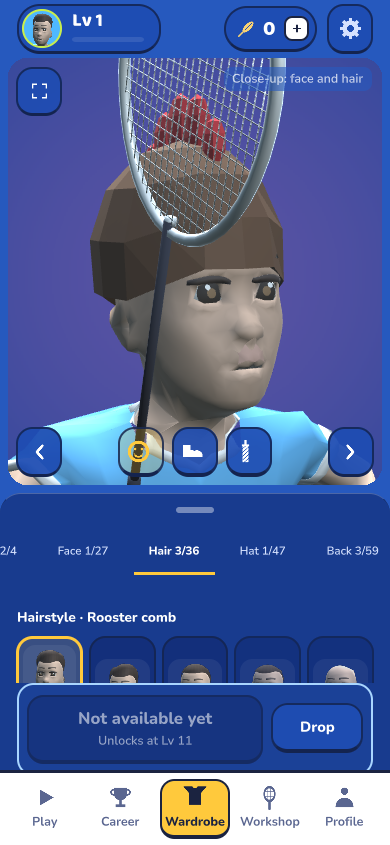 Lv 1
0
Close-up: face and hair
2/4
Face 1/27
Hair 3/36
Hat 1/47
Back 3/59
Hairstyle · Rooster comb
Not available yet
Unlocks at Lv 11
Drop
Play
Career
Wardrobe
Workshop
Profile